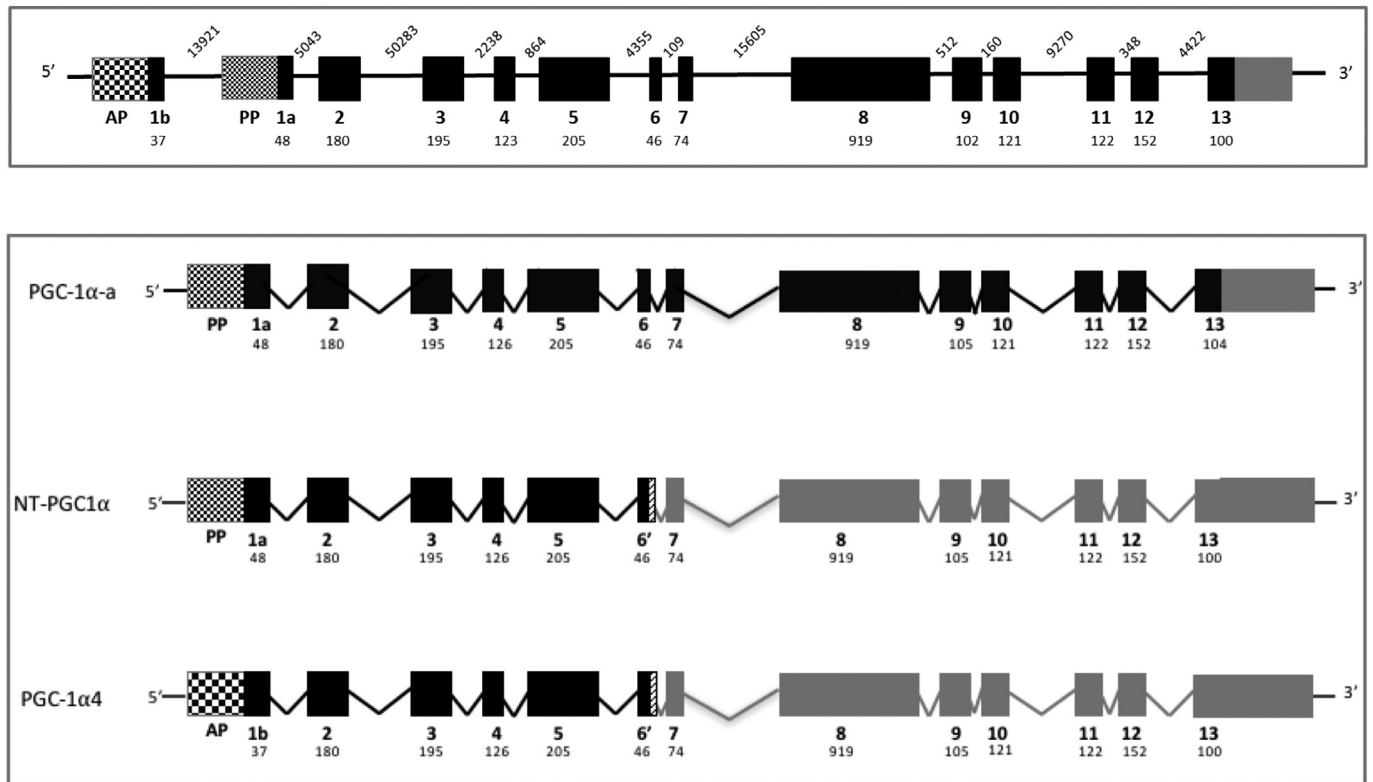 13921 5043 50283 2238 864 4355 109 15605 512 160 9270 348 4422
5′ 3′
AP 1b PP 1a 2 3 4 5 6 7 8 9 10 11 12 13
37 48 180 195 123 205 46 74 919 102 121 122 152 100
PGC-1α-a 5′ 3′
PP 1a 2 3 4 5 6 7 8 9 10 11 12 13
48 180 195 126 205 46 74 919 105 121 122 152 104
NT-PGC1α 5′ 3′
PP 1a 2 3 4 5 6’ 7 8 9 10 11 12 13
48 180 195 126 205 46 74 919 105 121 122 152 100
PGC-1α4 5′ 3′
AP 1b 2 3 4 5 6’ 7 8 9 10 11 12 13
37 180 195 126 205 46 74 919 105 121 122 152 100